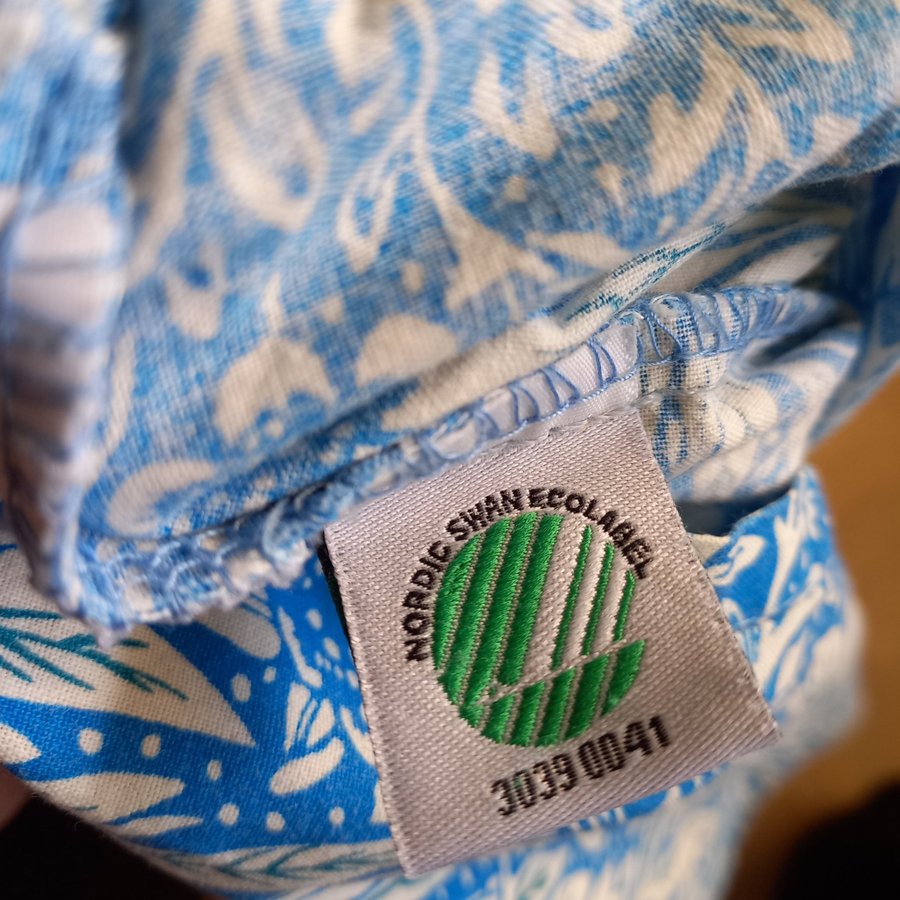 NORDIC SWAN ECOLABEL
3039 0041